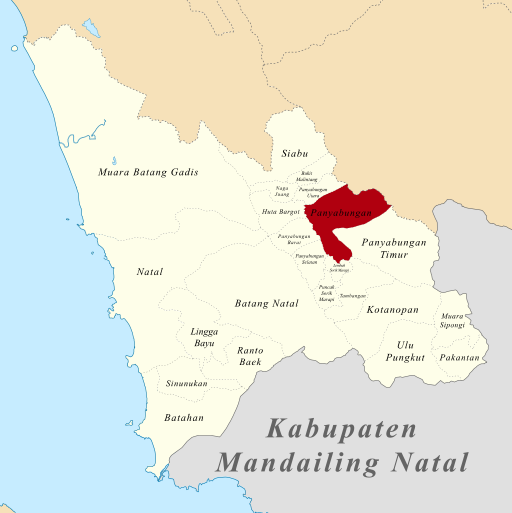 Siabu
Muara Batang Gadis
Bukit
Malintang
Naga
Juang
Panyabungan
Utara
Huta Bargot
Panyabungan
Panyabungan
Barat
Panyabungan
Timur
Panyabungan
Selatan
Lembah
Sorik Marapi
Natal
Puncak
Sorik
Marapi
Tambangan
Batang Natal
Kotanopan
Muara
Sipongi
Lingga
Bayu
Ranto
Baek
Ulu
Pungkut
Pakantan
Sinunukan
Batahan
Kabupaten
Mandailing Natal